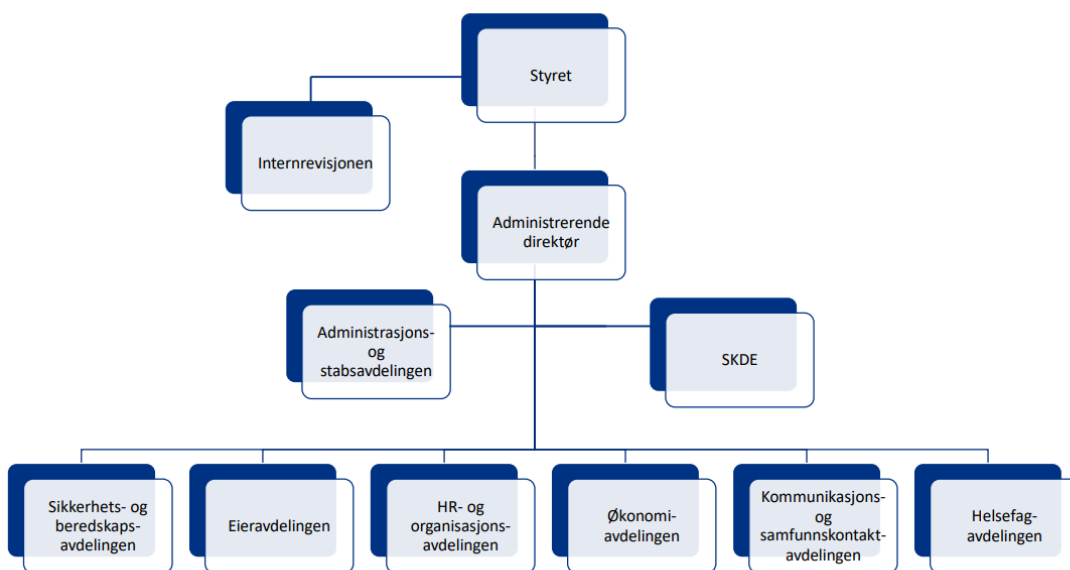 Styret
Internrevisjonen
Administrerende
direktør
Administrasjons-
og
stabsavdelingen
SKDE
Sikkerhets- og
beredskaps-
avdelingen
Eieravdelingen
HR- og
organisasjons-
avdelingen
Økonomi-
avdelingen
Kommunikasjons-
og
samfunnskontakt-
avdelingen
Helsefag-
avdelingen